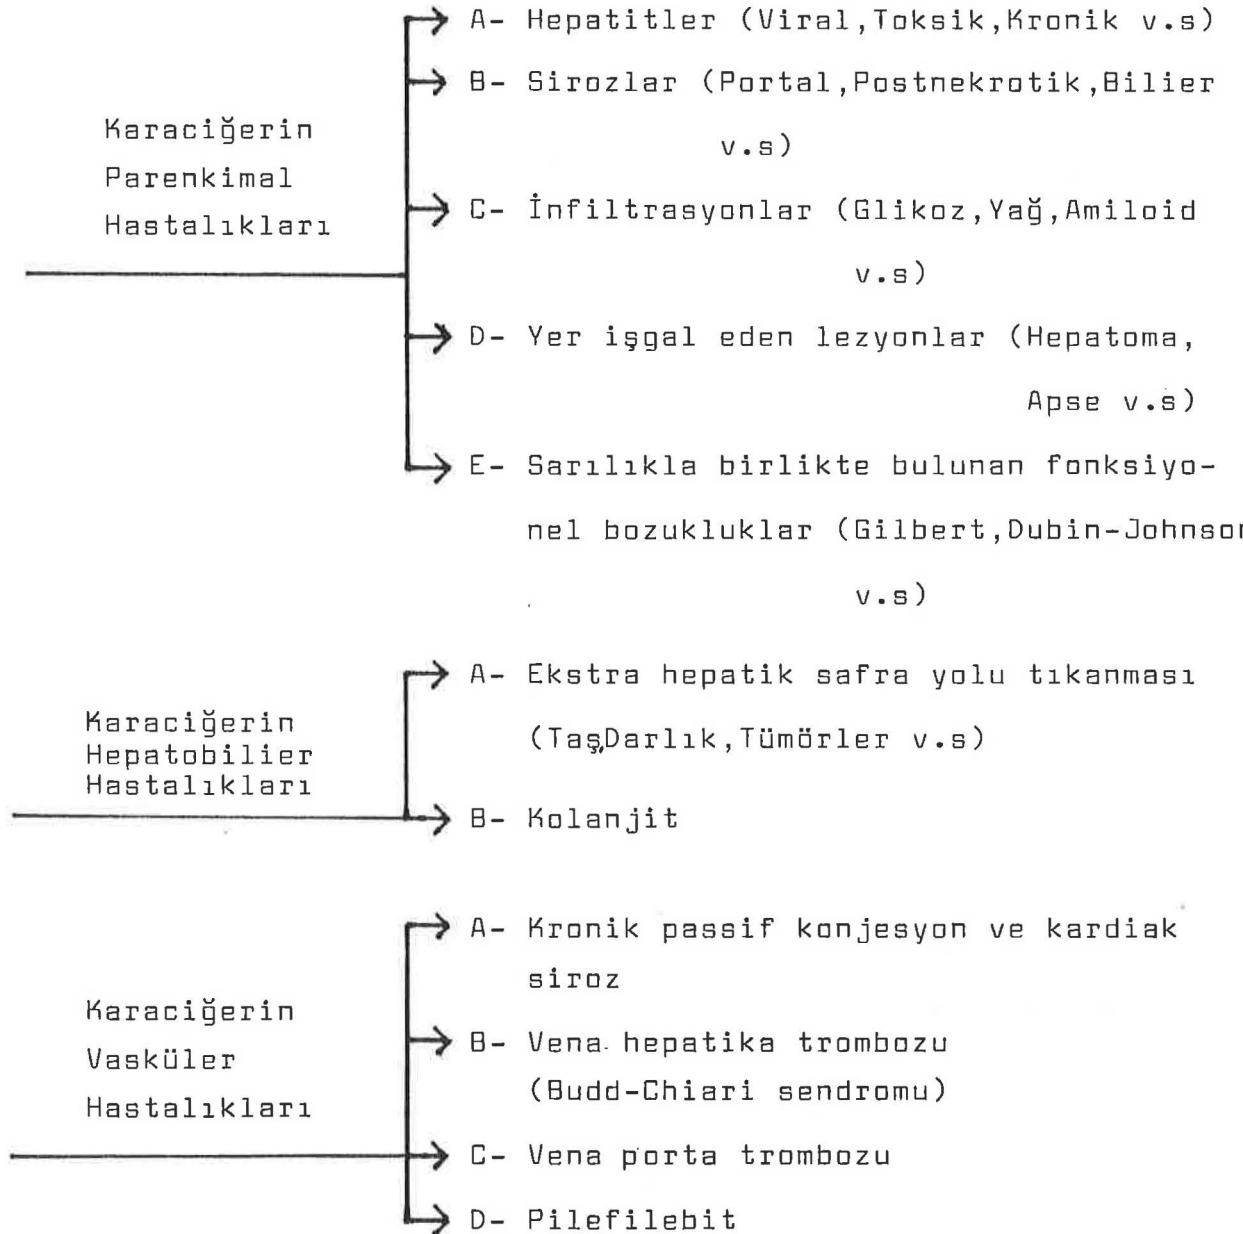 Karaciğerin
Parenkimal
Hastalıkları
A- Hepatitler (Viral,Toksik,Kronik v.s)
B- Sirozlar (Portal,Postnekrotik,Bilier
v.s)
C- İnfiltrasyonlar (Glikoz,Yağ,Amiloid
v.s)
D- Yer işgal eden lezyonlar (Hepatoma,
Apse v.s)
E- Sarılıkla birlikte bulunan fonksiyo-
nel bozukluklar (Gilbert,Dubin-Johnson
v.s)
Karaciğerin
Hepatobilier
Hastalıkları
A- Ekstra hepatik safra yolu tıkanması
(Taş,Darlık,Tümörler v.s)
B- Kolanjit
Karaciğerin
Vasküler
Hastalıkları
A- Kronik passif konjesyon ve kardiak
siroz
B- Vena hepatika trombozu
(Budd-Chiari sendromu)
C- Vena porta trombozu
D- Pilefilebit